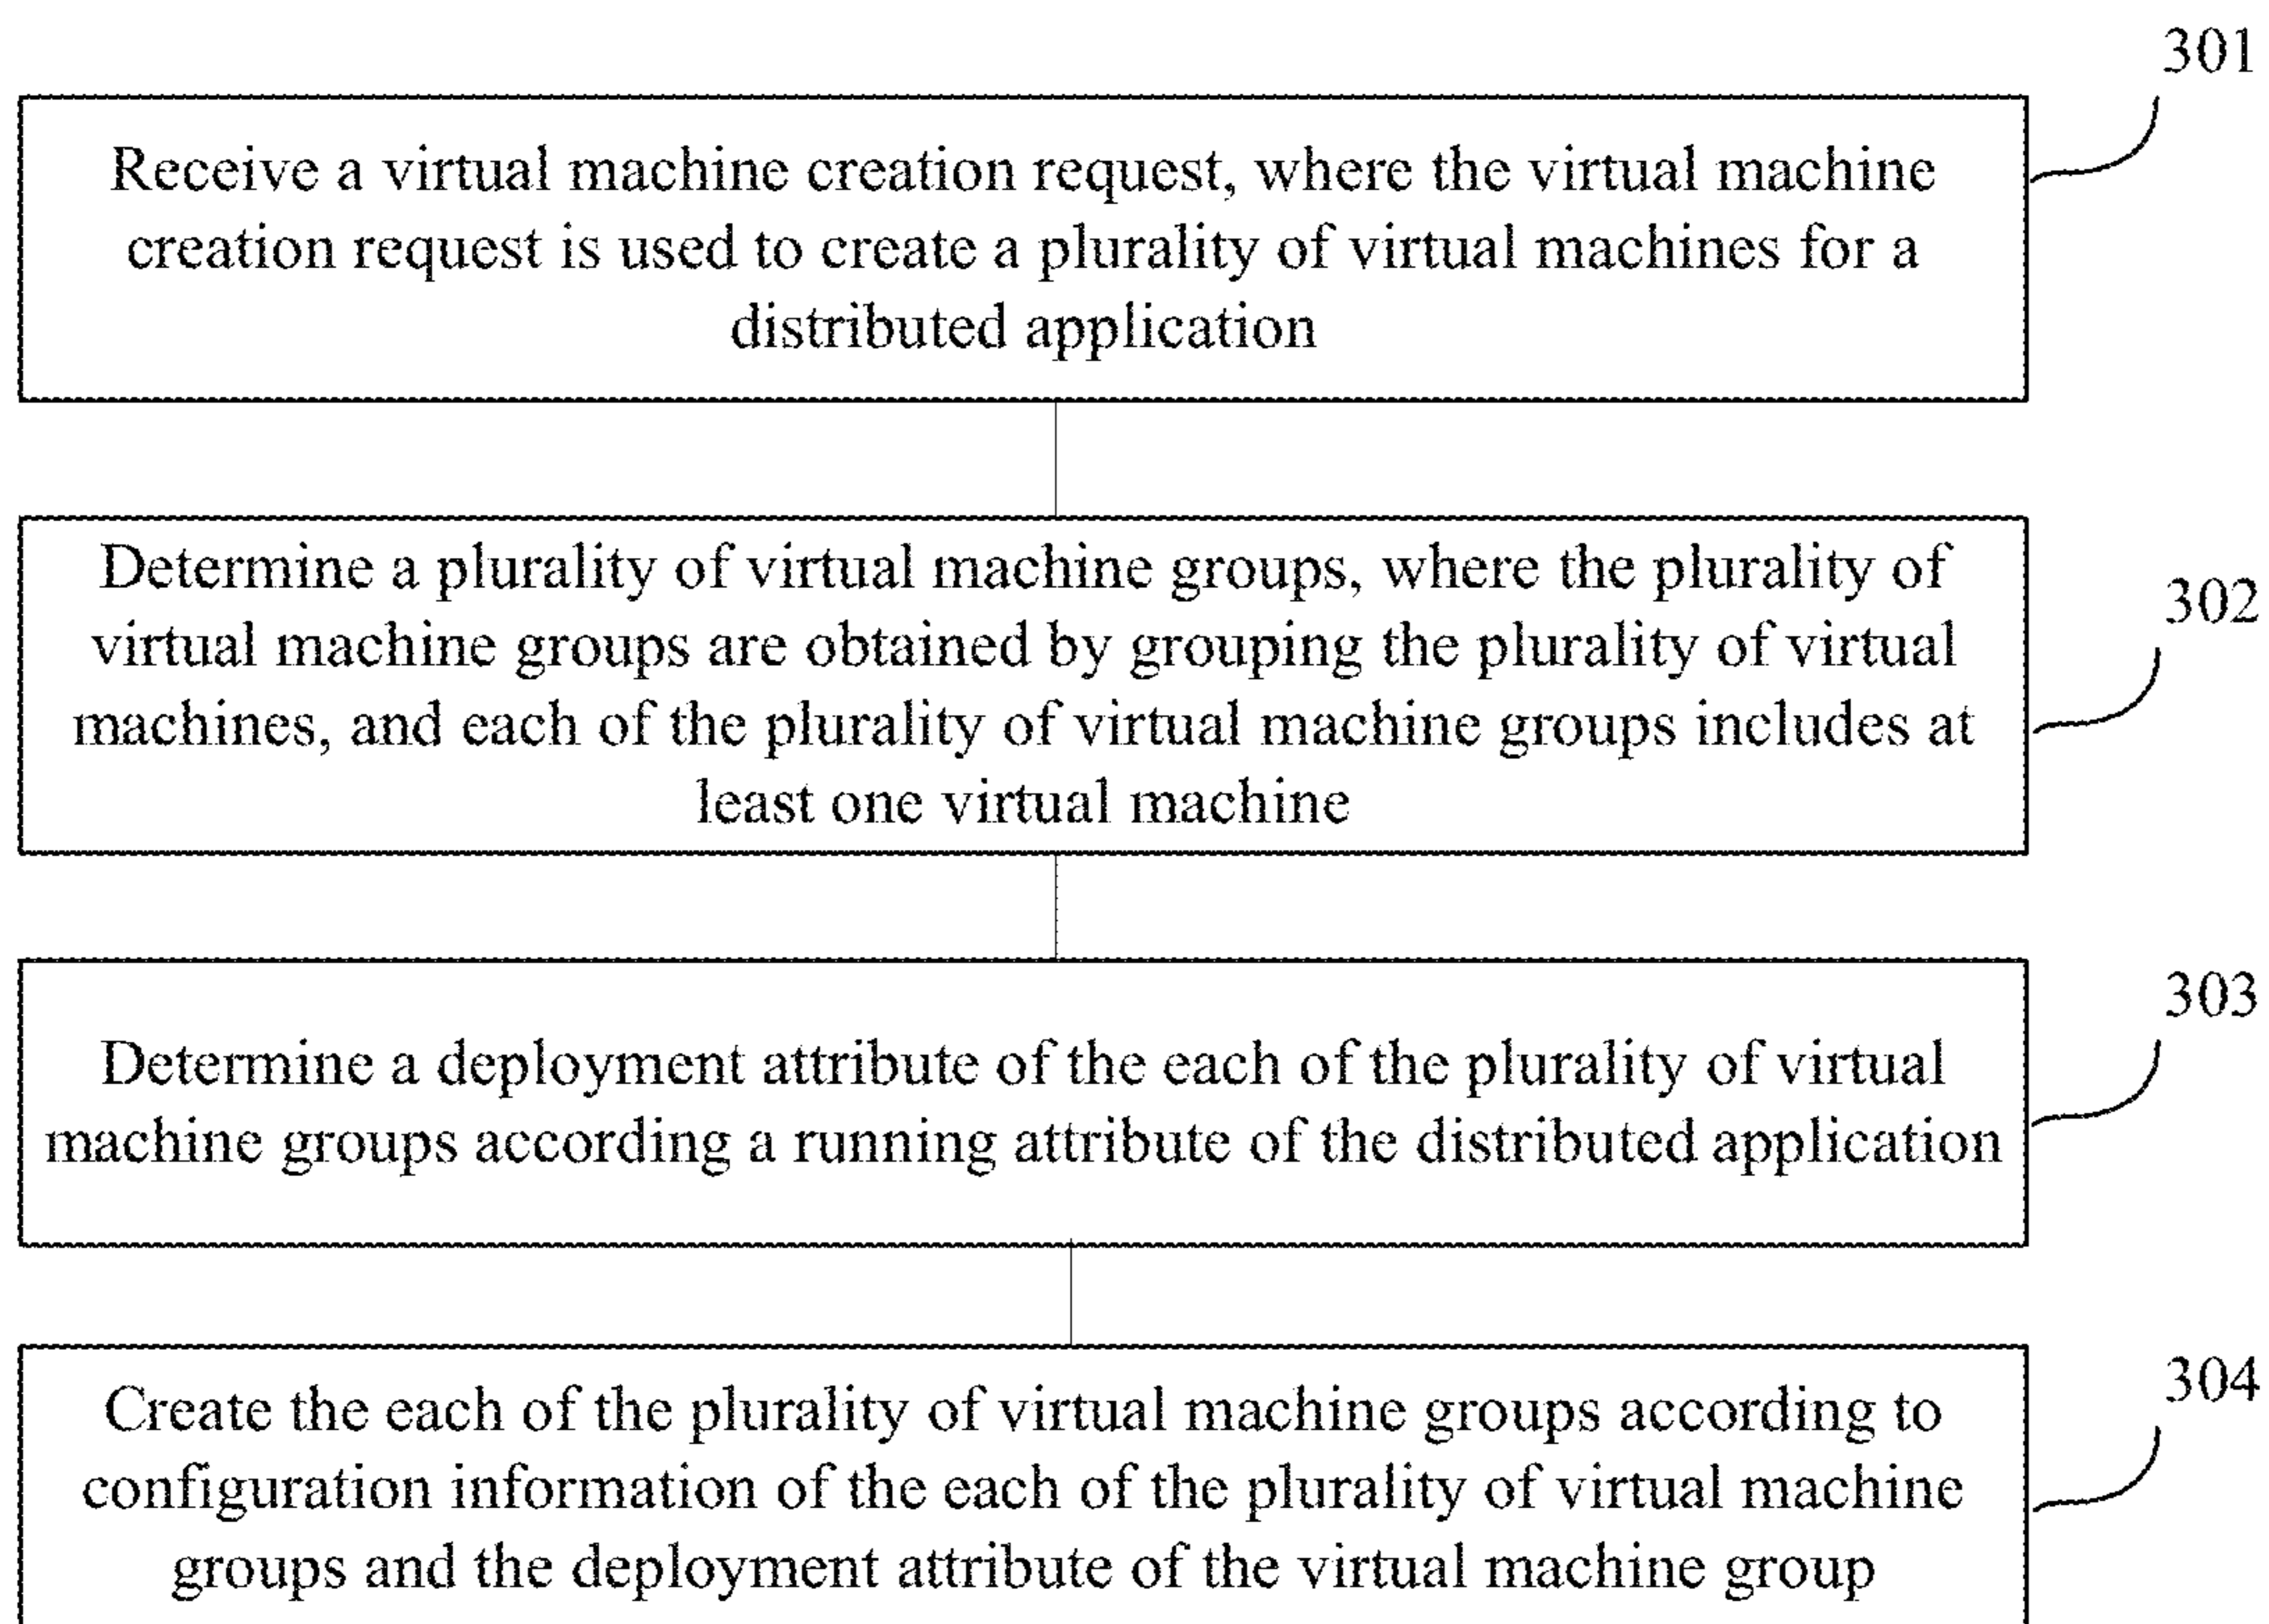 301
Receive a virtual machine creation request, where the virtual machine
creation request is used to create a plurality of virtual machines for a
distributed application
302
Determine a plurality of virtual machine groups, where the plurality of
virtual machine groups are obtained by grouping the plurality of virtual
machines, and each of the plurality of virtual machine groups includes at
least one virtual machine
303
Determine a deployment attribute of the each of the plurality of virtual
machine groups according a running attribute of the distributed application
304
Create the each of the plurality of virtual machine groups according to
configuration information of the each of the plurality of virtual machine
groups and the deployment attribute of the virtual machine group